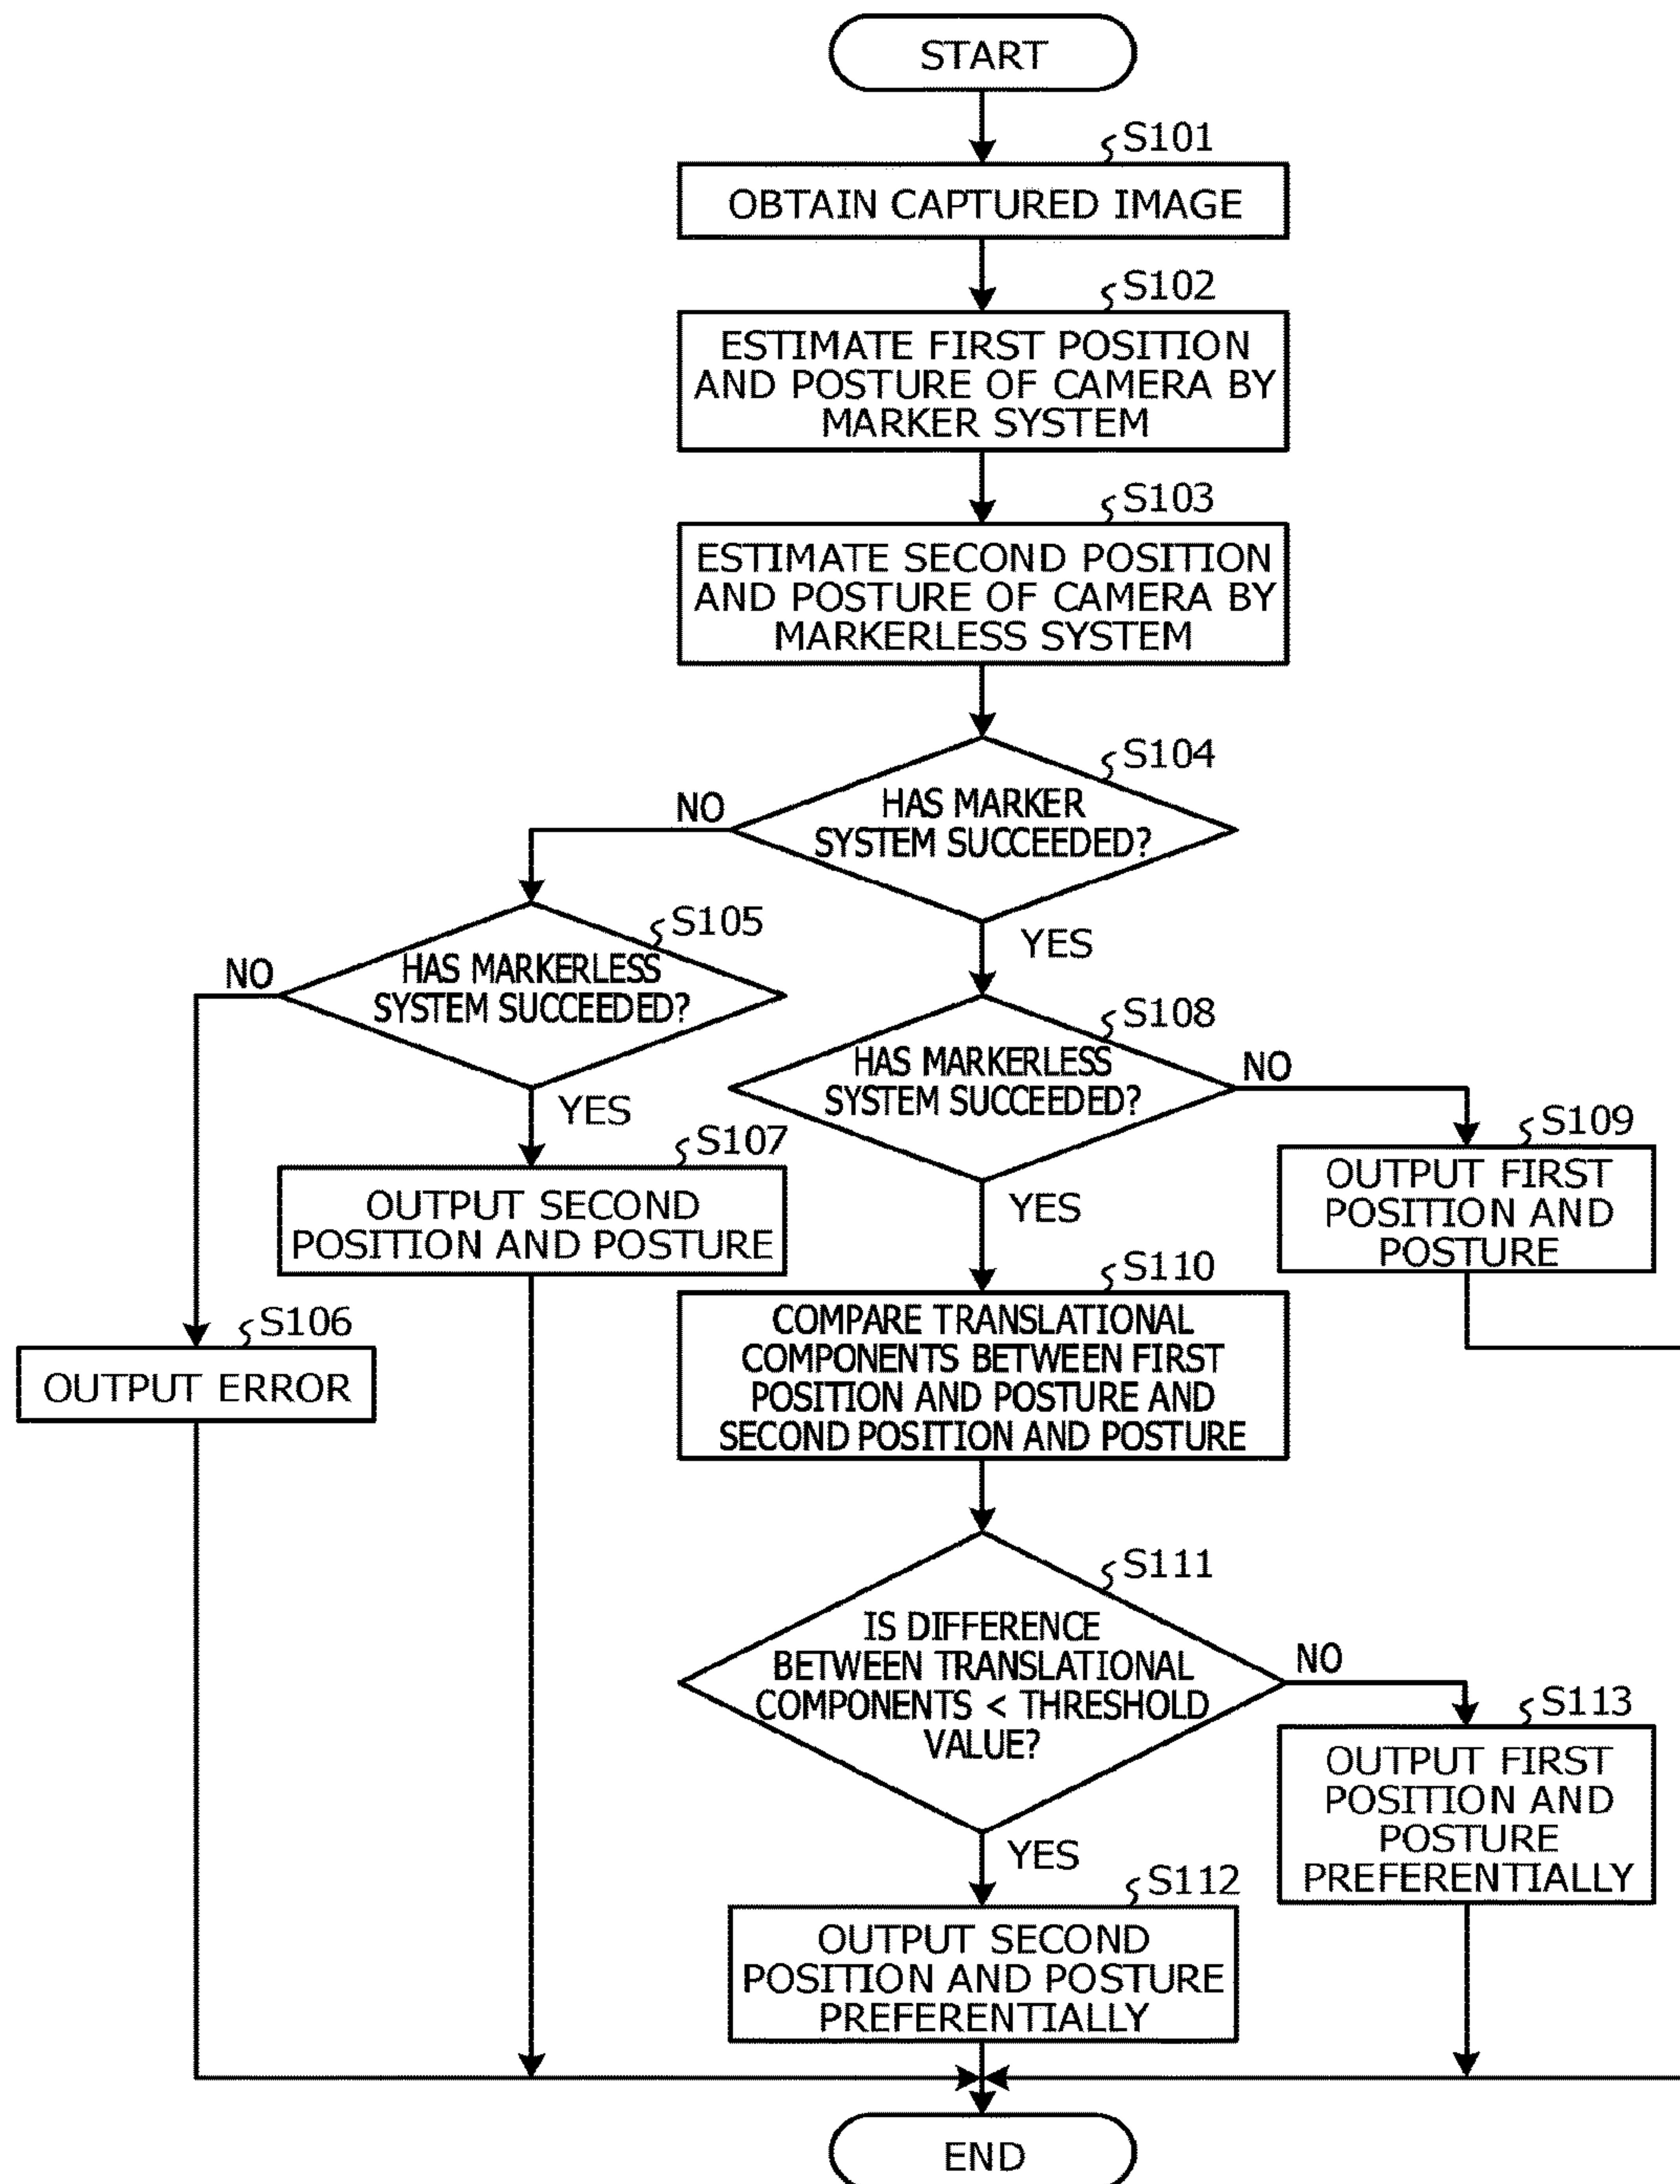 START
S101
OBTAIN CAPTURED IMAGE
S102
ESTIMATE FIRST POSITION
AND POSTURE OF CAMERA BY
MARKER SYSTEM
S103
ESTIMATE SECOND POSITION
AND POSTURE OF CAMERA BY
MARKERLESS SYSTEM
S104
HAS MARKER
SYSTEM SUCCEEDED?
NO
YES
S105
HAS MARKERLESS
SYSTEM SUCCEEDED?
NO
YES
S106
OUTPUT ERROR
S107
OUTPUT SECOND
POSITION AND POSTURE
S108
HAS MARKERLESS
SYSTEM SUCCEEDED?
NO
YES
S109
OUTPUT FIRST
POSITION AND
POSTURE
S110
COMPARE TRANSLATIONAL
COMPONENTS BETWEEN FIRST
POSITION AND POSTURE AND
SECOND POSITION AND POSTURE
S111
IS DIFFERENCE
BETWEEN TRANSLATIONAL
COMPONENTS < THRESHOLD
VALUE?
NO
YES
S112
OUTPUT SECOND
POSITION AND POSTURE
PREFERENTIALLY
S113
OUTPUT FIRST
POSITION AND
POSTURE
PREFERENTIALLY
END